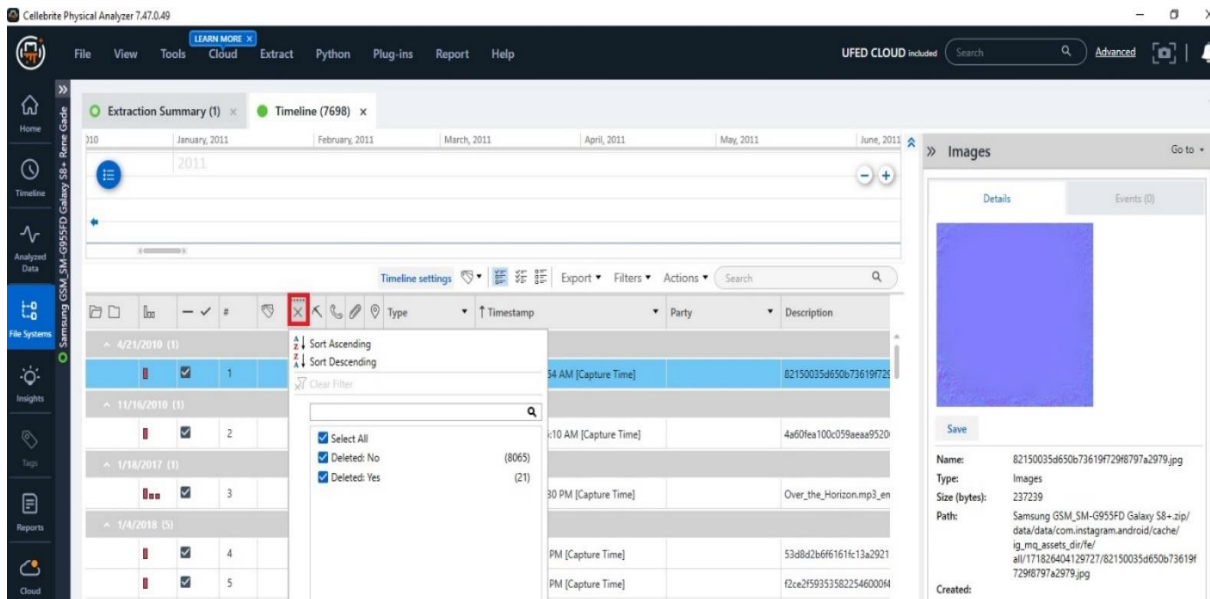 Cellebrite Physical Analyzer 7.47.0.49
LEARN MORE ×
File View Tools Cloud Extract Python Plug-ins Report Help
UFED CLOUD included Search Advanced
Home
Timeline
Analyzed Data
File Systems
Insights
Tags
Reports
Cloud
Samsung GSM_SM-G955FD Galaxy S8+ Rene Gade
Extraction Summary (1) × Timeline (7698) ×
January, 2011 February, 2011 March, 2011 April, 2011 May, 2011 June, 2011
2011
Timeline settings Export Filters Actions Search
# Type Timestamp Party Description
4/21/2010 (1)
1 54 AM [Capture Time] 82150035d650b73619f729
11/16/2010 (1)
2 :10 AM [Capture Time] 4a60fea100c059aeaa9520
1/18/2017 (1)
3 30 PM [Capture Time] Over_the_Horizon.mp3_en
1/4/2018 (5)
4 PM [Capture Time] 53d8d2b6f6161fc13a2921
5 PM [Capture Time] f2ce2f593535822546000f4
Sort Ascending
Sort Descending
Clear Filter
Select All
Deleted: No (8065)
Deleted: Yes (21)
Images Go to
Details Events (0)
Save
Name: 82150035d650b73619f729f8797a2979.jpg
Type: Images
Size (bytes): 237239
Path: Samsung GSM_SM-G955FD Galaxy S8+.zip/
data/data/com.instagram.android/cache/
ig_mq_assets_dir/fe/
all/171826404129727/82150035d650b73619f
729f8797a2979.jpg
Created: